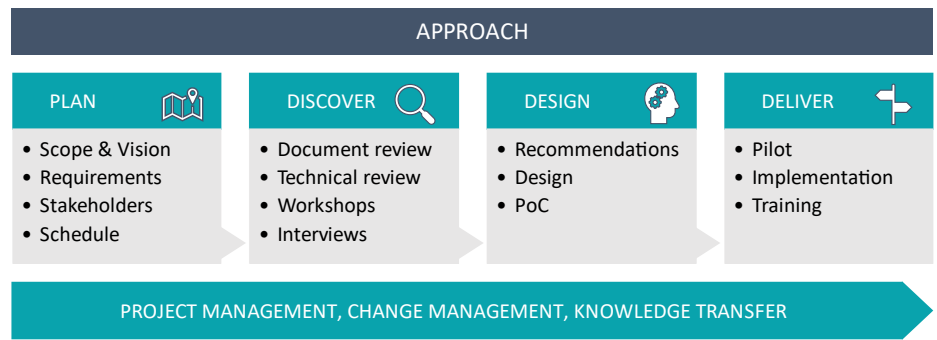 APPROACH
PLAN
• Scope & Vision
• Requirements
• Stakeholders
• Schedule
DISCOVER
• Document review
• Technical review
• Workshops
• Interviews
DESIGN
• Recommendations
• Design
• PoC
DELIVER
• Pilot
• Implementation
• Training
PROJECT MANAGEMENT, CHANGE MANAGEMENT, KNOWLEDGE TRANSFER